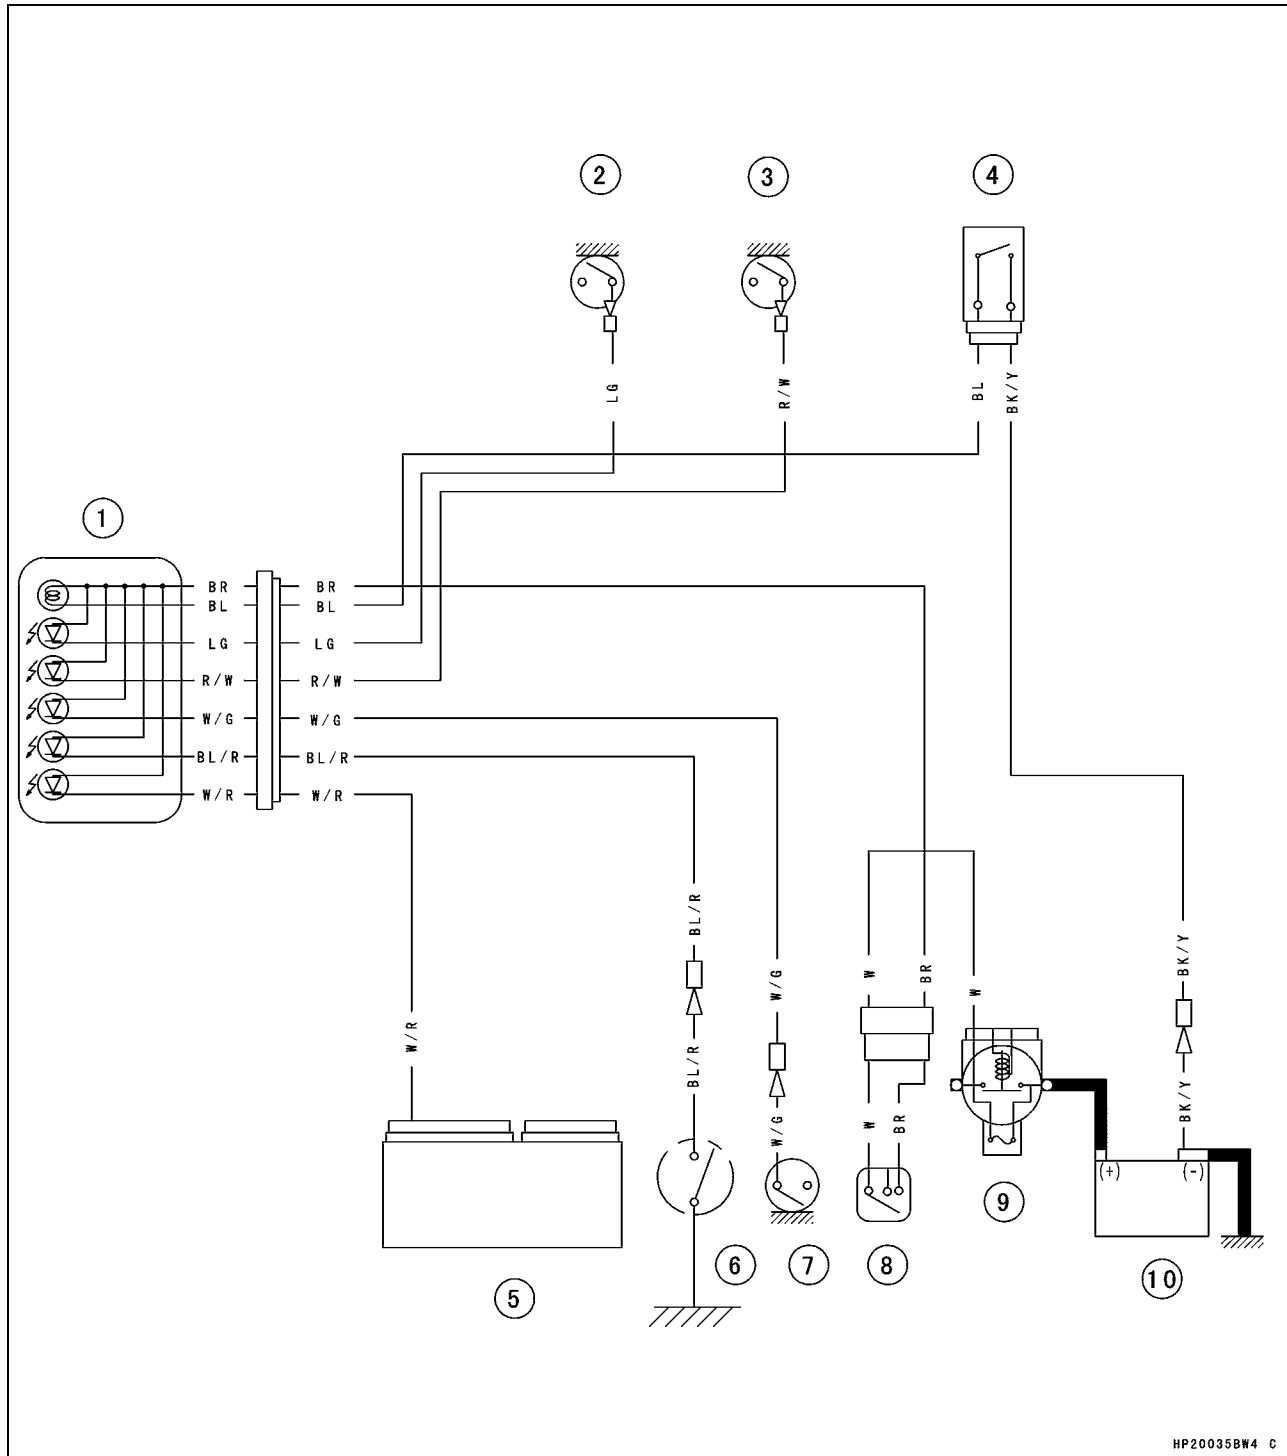 2
3
4
LG
R/W
BL
BK/Y
1
BR BR
BL BL
LG LG
R/W R/W
W/G W/G
BL/R BL/R
W/R W/R
BL/R
W/G
W
BR
W
BK/Y
W/R
BL/R
W/G
W
BR
BK/Y
(+)
(-)
5
6
7
8
9
10
HP20035BW4 C